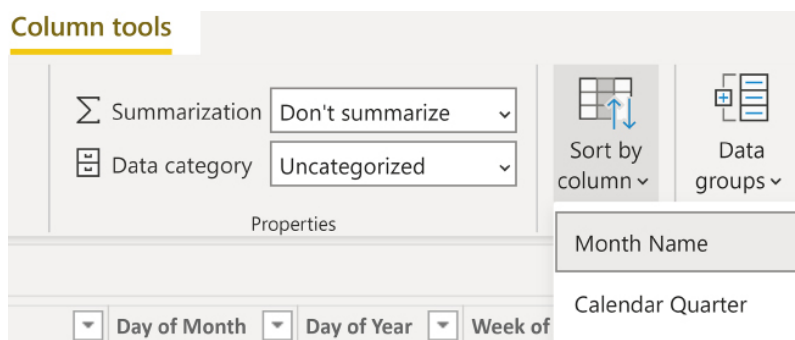 Column tools
Summarization Don't summarize
Data category Uncategorized
Properties
Sort by
column
Data
groups
Month Name
Calendar Quarter
Day of Month Day of Year Week of